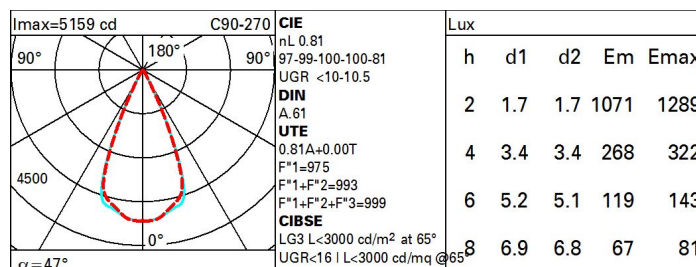 Imax=5159 cd C90-270
90° 180° 90°
4500
0°
α=47°
CIE
nL 0.81
97-99-100-100-81
UGR <10-10.5
DIN
A.61
UTE
0.81A+0.00T
F"1=975
F"1+F"2=993
F"1+F"2+F"3=999
CIBSE
LG3 L<3000 cd/m² at 65°
UGR<16 | L<3000 cd/mq @65°
Lux
h d1 d2 Em Emax
2 1.7 1.7 1071 1289
4 3.4 3.4 268 322
6 5.2 5.1 119 143
8 6.9 6.8 67 81